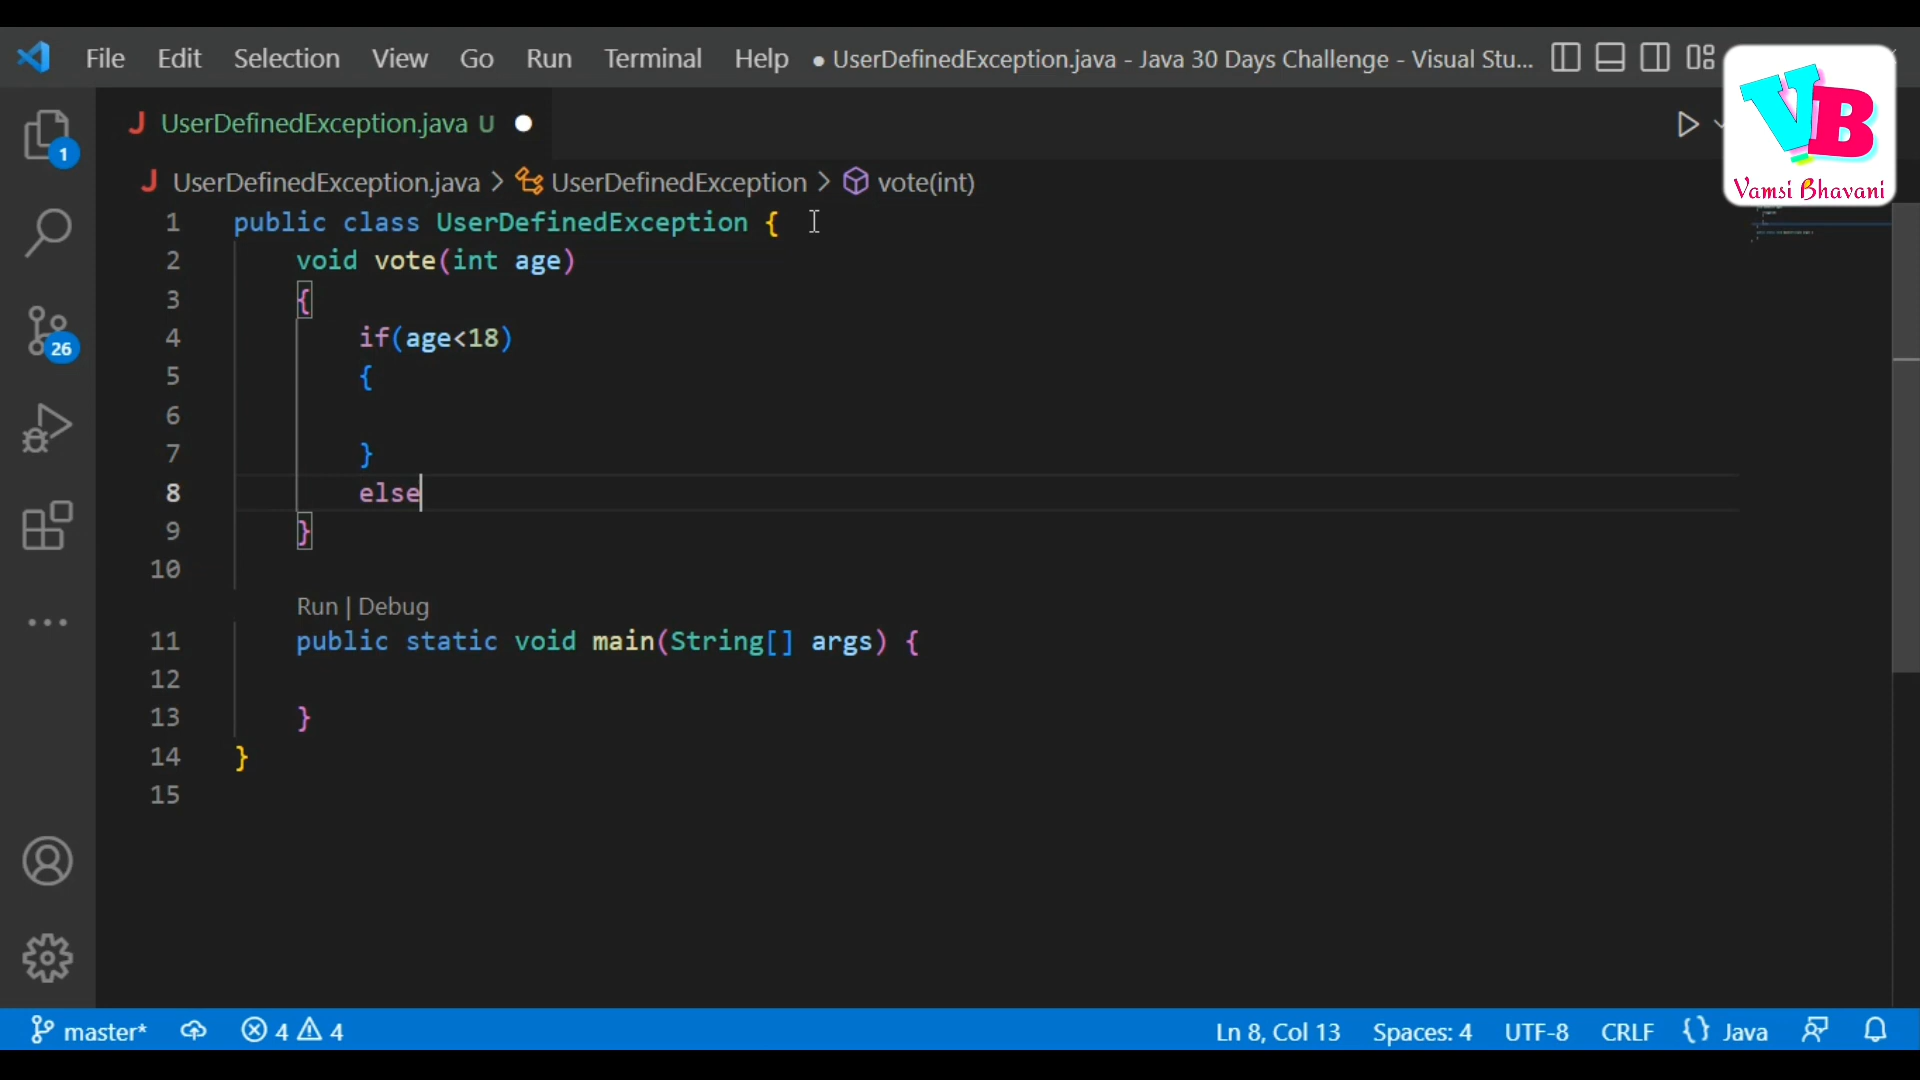 File Edit Selection View Go Run Terminal Help ● UserDefinedException.java - Java 30 Days Challenge - Visual Stu...
VB
Vamsi Bhavani
J UserDefinedException.java U ●
J UserDefinedException.java > UserDefinedException > vote(int)
1 public class UserDefinedException {
2 void vote(int age)
3 {
4 if(age<18)
5 {
6
7 }
8 else
9 }
10
Run | Debug
11 public static void main(String[] args) {
12
13 }
14 }
15
1
26
master* 4 4 Ln 8, Col 13 Spaces: 4 UTF-8 CRLF {} Java